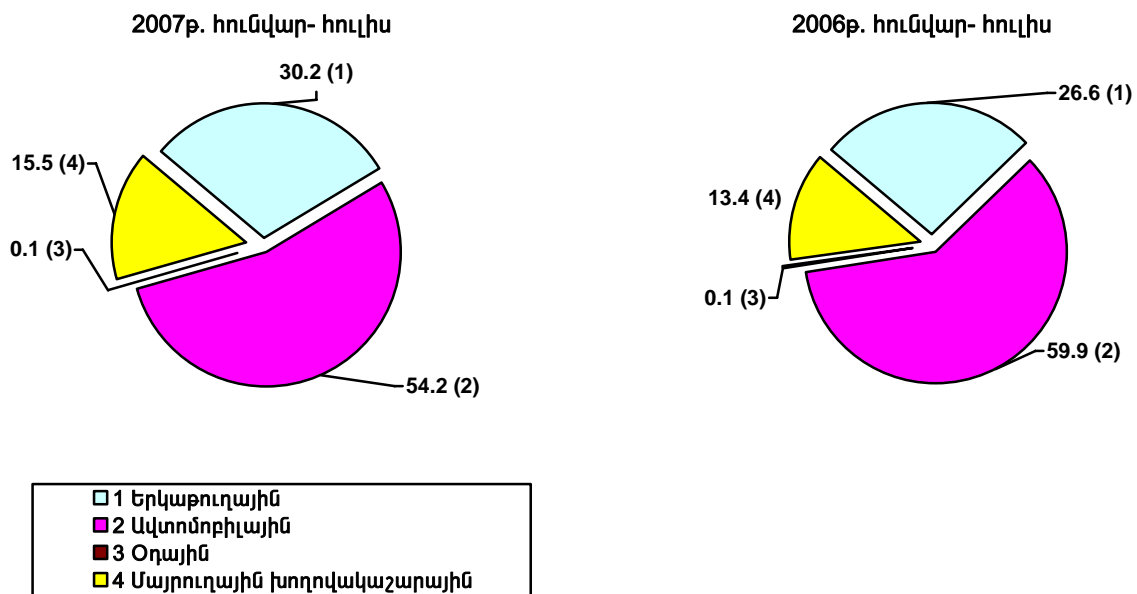 2007թ. հունվար- հուլիս
2006թ. հունվար- հուլիս
30.2 (1)
26.6 (1)
15.5 (4)
13.4 (4)
0.1 (3)
0.1 (3)
54.2 (2)
59.9 (2)
1 Երկաթուղային
2 Ավտոմոբիլային
3 Օդային
4 Մայրուղային խողովակաշարային